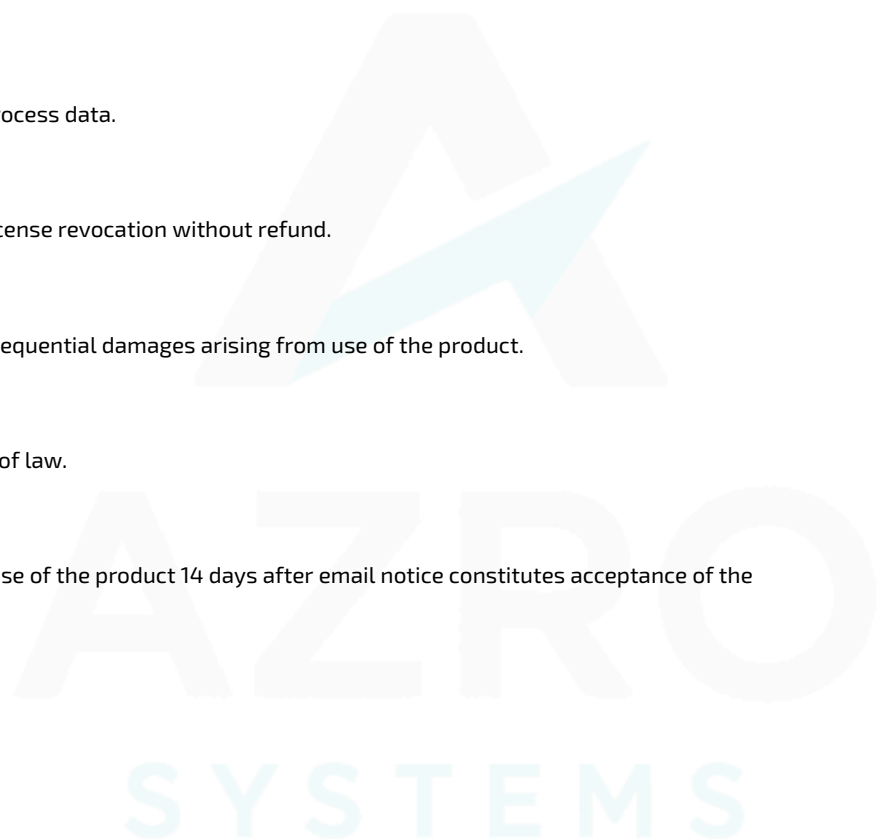 ocess data.
cense revocation without refund.
equential damages arising from use of the product.
of law.
se of the product 14 days after email notice constitutes acceptance of the
AZRO
SYSTEMS